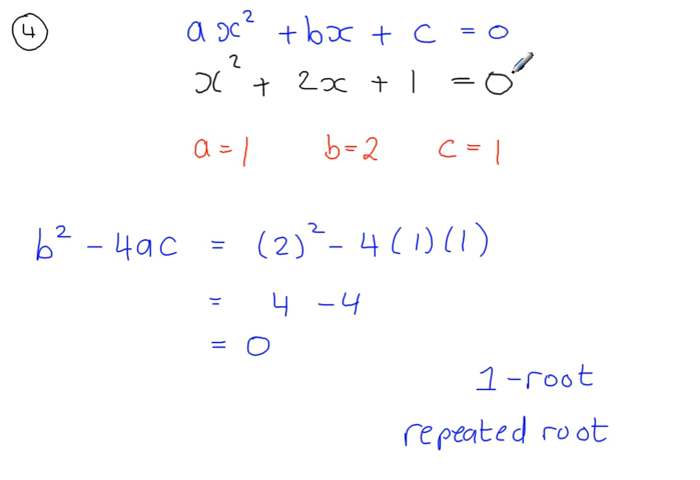 ④ ax² + bx + c = 0
x² + 2x + 1 = 0
a = 1 b = 2 c = 1
b² - 4ac = (2)² - 4(1)(1)
= 4 - 4
= 0
1-root
repeated root